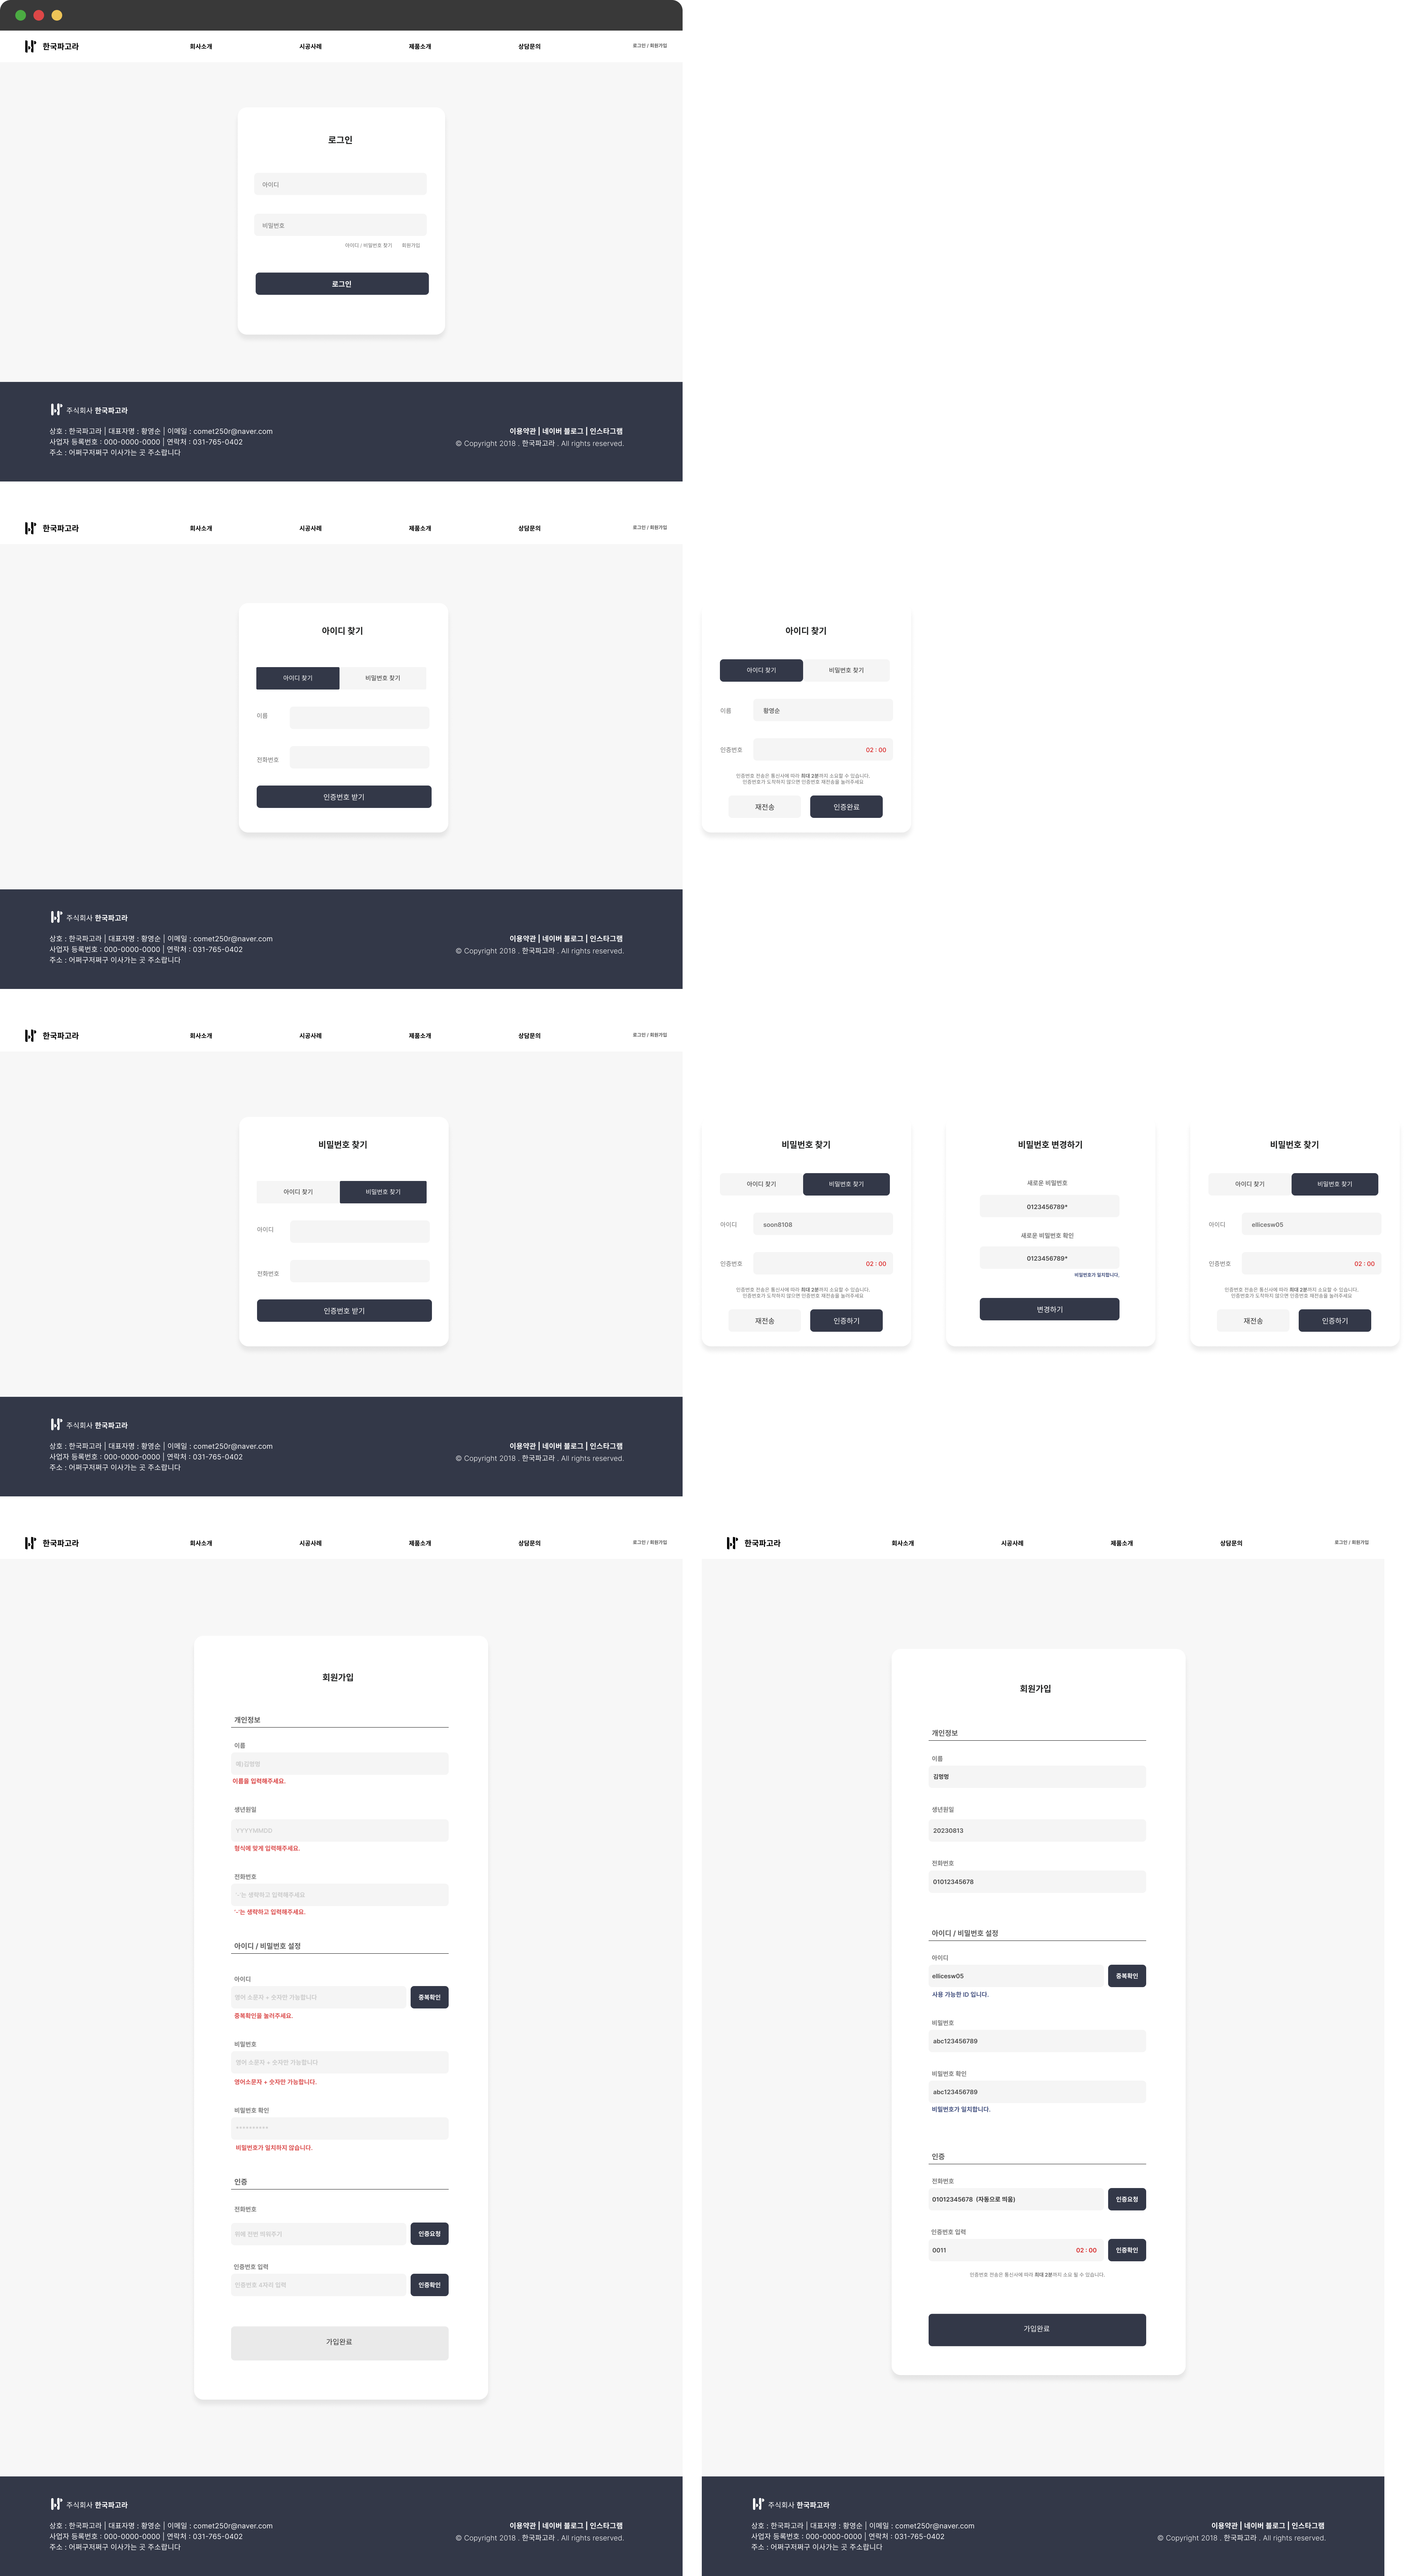 한국파고라
회사소개
시공사례
제품소개
상담문의
로그인 / 회원가입
로그인
아이디
비밀번호
아이디 / 비밀번호 찾기 회원가입
로그인
주식회사 한국파고라
상호 : 한국파고라 | 대표자명 : 황영순 | 이메일 : comet250r@naver.com
사업자 등록번호 : 000-0000-0000 | 연락처 : 031-765-0402
주소 : 어쩌구저쩌구 이사가는 곳 주소랍니다
이용약관 | 네이버 블로그 | 인스타그램
© Copyright 2018 . 한국파고라 . All rights reserved.
한국파고라
회사소개
시공사례
제품소개
상담문의
로그인 / 회원가입
아이디 찾기
아이디 찾기
비밀번호 찾기
이름
전화번호
인증번호 받기
아이디 찾기
아이디 찾기
비밀번호 찾기
이름
황영순
인증번호
02 : 00
인증번호 전송은 통신사에 따라 최대 2분까지 소요할 수 있습니다.
인증번호가 도착하지 않으면 인증번호 재전송을 눌러주세요
재전송
인증완료
주식회사 한국파고라
상호 : 한국파고라 | 대표자명 : 황영순 | 이메일 : comet250r@naver.com
사업자 등록번호 : 000-0000-0000 | 연락처 : 031-765-0402
주소 : 어쩌구저쩌구 이사가는 곳 주소랍니다
이용약관 | 네이버 블로그 | 인스타그램
© Copyright 2018 . 한국파고라 . All rights reserved.
한국파고라
회사소개
시공사례
제품소개
상담문의
로그인 / 회원가입
비밀번호 찾기
아이디 찾기
비밀번호 찾기
아이디
전화번호
인증번호 받기
비밀번호 찾기
아이디 찾기
비밀번호 찾기
아이디
soon8108
인증번호
02 : 00
인증번호 전송은 통신사에 따라 최대 2분까지 소요할 수 있습니다.
인증번호가 도착하지 않으면 인증번호 재전송을 눌러주세요
재전송
인증하기
비밀번호 변경하기
새로운 비밀번호
0123456789*
새로운 비밀번호 확인
0123456789*
비밀번호가 일치합니다.
변경하기
비밀번호 찾기
아이디 찾기
비밀번호 찾기
아이디
ellicesw05
인증번호
02 : 00
인증번호 전송은 통신사에 따라 최대 2분까지 소요할 수 있습니다.
인증번호가 도착하지 않으면 인증번호 재전송을 눌러주세요
재전송
인증하기
주식회사 한국파고라
상호 : 한국파고라 | 대표자명 : 황영순 | 이메일 : comet250r@naver.com
사업자 등록번호 : 000-0000-0000 | 연락처 : 031-765-0402
주소 : 어쩌구저쩌구 이사가는 곳 주소랍니다
이용약관 | 네이버 블로그 | 인스타그램
© Copyright 2018 . 한국파고라 . All rights reserved.
한국파고라
회사소개
시공사례
제품소개
상담문의
로그인 / 회원가입
회원가입
개인정보
이름
예)김멍멍
이름을 입력해주세요.
생년월일
YYYYMMDD
형식에 맞게 입력해주세요.
전화번호
'-'는 생략하고 입력해주세요
'-'는 생략하고 입력해주세요.
아이디 / 비밀번호 설정
아이디
영어 소문자 + 숫자만 가능합니다
중복확인
중복확인을 눌러주세요.
비밀번호
영어 소문자 + 숫자만 가능합니다
영어소문자 + 숫자만 가능합니다.
비밀번호 확인
**********
비밀번호가 일치하지 않습니다.
인증
전화번호
위에 전번 띄워주기
인증요청
인증번호 입력
인증번호 4자리 입력
인증확인
가입완료
주식회사 한국파고라
상호 : 한국파고라 | 대표자명 : 황영순 | 이메일 : comet250r@naver.com
사업자 등록번호 : 000-0000-0000 | 연락처 : 031-765-0402
주소 : 어쩌구저쩌구 이사가는 곳 주소랍니다
이용약관 | 네이버 블로그 | 인스타그램
© Copyright 2018 . 한국파고라 . All rights reserved.
한국파고라
회사소개
시공사례
제품소개
상담문의
로그인 / 회원가입
회원가입
개인정보
이름
김멍멍
생년월일
20230813
전화번호
01012345678
아이디 / 비밀번호 설정
아이디
ellicesw05
중복확인
사용 가능한 ID 입니다.
비밀번호
abc123456789
비밀번호 확인
abc123456789
비밀번호가 일치합니다.
인증
전화번호
01012345678 (자동으로 띄움)
인증요청
인증번호 입력
0011
02 : 00
인증확인
인증번호 전송은 통신사에 따라 최대 2분까지 소요 될 수 있습니다.
가입완료
주식회사 한국파고라
상호 : 한국파고라 | 대표자명 : 황영순 | 이메일 : comet250r@naver.com
사업자 등록번호 : 000-0000-0000 | 연락처 : 031-765-0402
주소 : 어쩌구저쩌구 이사가는 곳 주소랍니다
이용약관 | 네이버 블로그 | 인스타그램
© Copyright 2018 . 한국파고라 . All rights reserved.